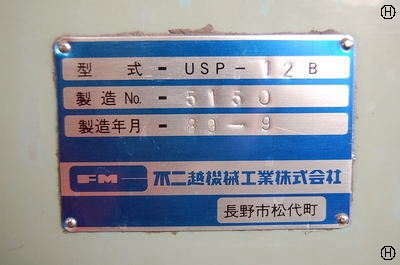 型 式 - USP-12B
製造No. - 5150
製造年月 - 89-9
FM 不二越機械工業株式会社
長野市松代町
H
H